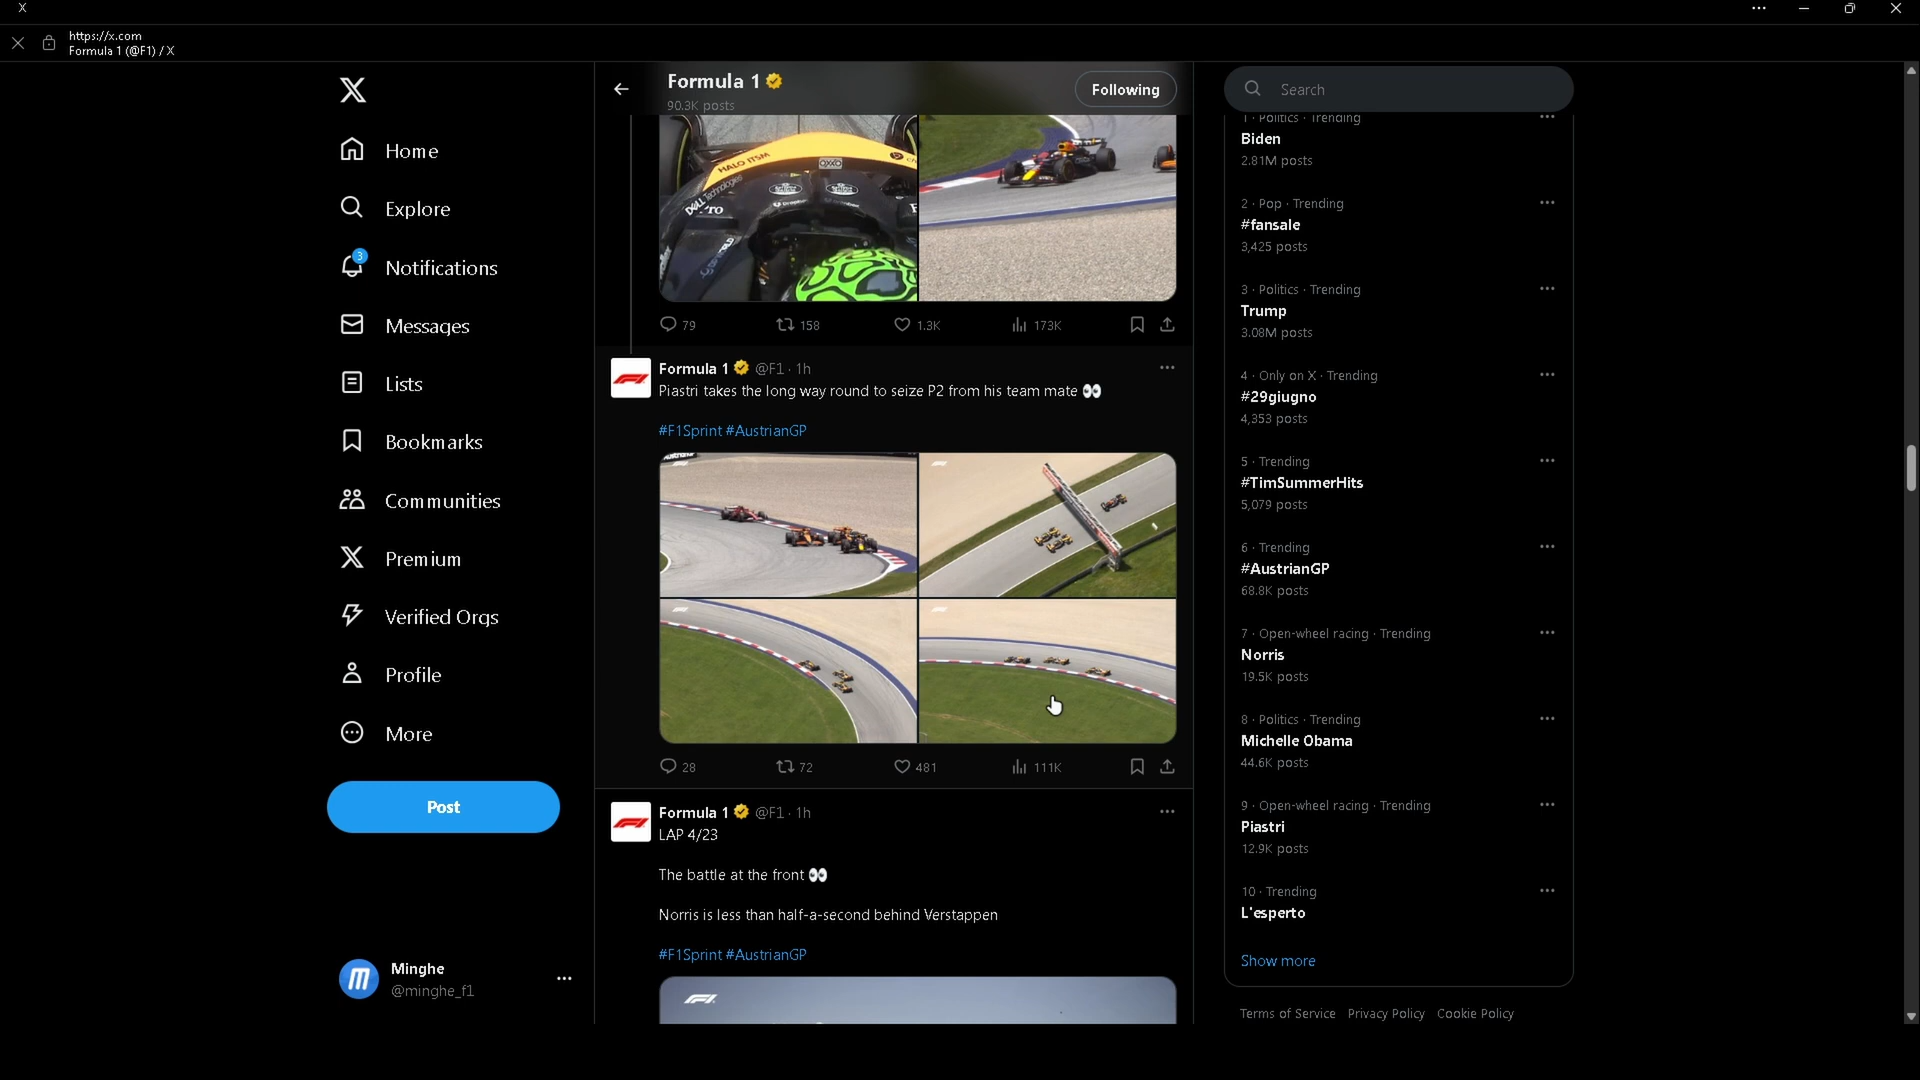 X
https://x.com
Formula 1 (@F1) / X
Home
Explore
3
Notifications
Messages
Lists
Bookmarks
Communities
Premium
Verified Orgs
Profile
More
Post
Minghe
@minghe_f1
Formula 1
90.3K posts
Following
HALO ITSM
OXXO
DELL Technologies
79
158
1.3K
173K
Formula 1 @F1 · 1h
Piastri takes the long way round to seize P2 from his team mate 👀
#F1Sprint #AustrianGP
28
72
481
111K
Formula 1 @F1 · 1h
LAP 4/23
The battle at the front 👀
Norris is less than half-a-second behind Verstappen
#F1Sprint #AustrianGP
Search
1 · Politics · Trending
Biden
2.81M posts
2 · Pop · Trending
#fansale
3,425 posts
3 · Politics · Trending
Trump
3.08M posts
4 · Only on X · Trending
#29giugno
4,353 posts
5 · Trending
#TimSummerHits
5,079 posts
6 · Trending
#AustrianGP
68.8K posts
7 · Open-wheel racing · Trending
Norris
19.5K posts
8 · Politics · Trending
Michelle Obama
44.6K posts
9 · Open-wheel racing · Trending
Piastri
12.9K posts
10 · Trending
L'esperto
Show more
Terms of Service Privacy Policy Cookie Policy